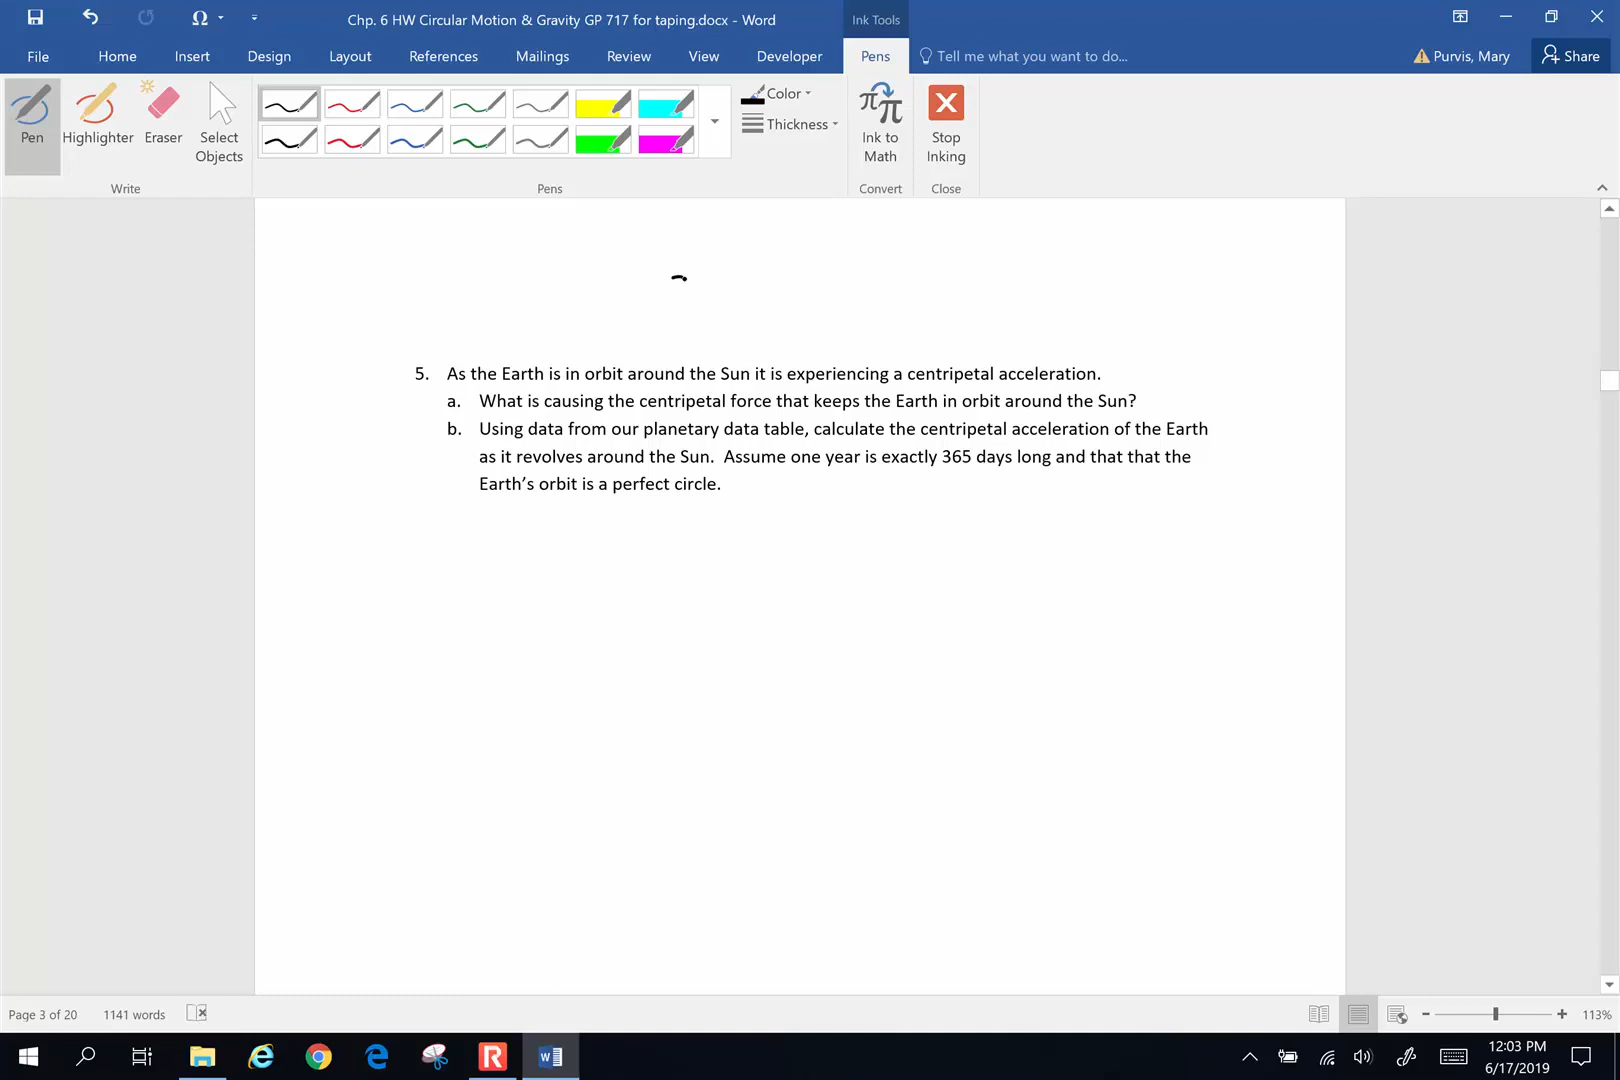 Chp. 6 HW Circular Motion & Gravity GP 717 for taping.docx - Word
Ink Tools
File Home Insert Design Layout References Mailings Review View Developer Pens Tell me what you want to do... Purvis, Mary Share
Pen
Highlighter
Eraser
Select
Objects
Color
Thickness
Ink to
Math
Stop
Inking
Write
Pens
Convert
Close
5. As the Earth is in orbit around the Sun it is experiencing a centripetal acceleration.
a. What is causing the centripetal force that keeps the Earth in orbit around the Sun?
b. Using data from our planetary data table, calculate the centripetal acceleration of the Earth
as it revolves around the Sun. Assume one year is exactly 365 days long and that that the
Earth's orbit is a perfect circle.
Page 3 of 20 1141 words 113%
12:03 PM
6/17/2019